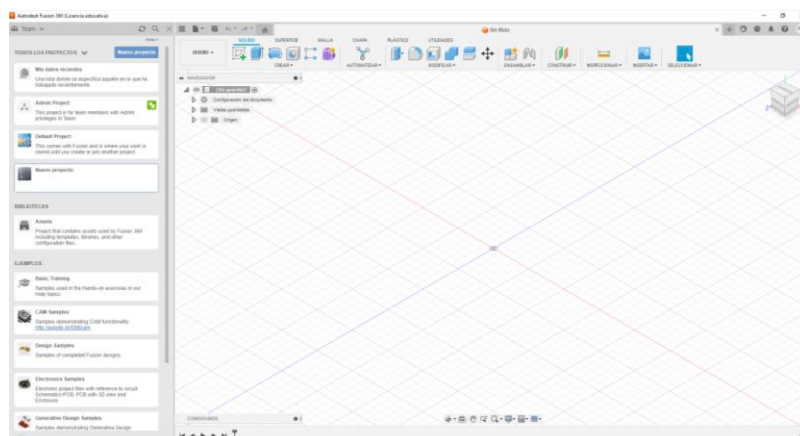 Autodesk Fusion 360 (Licencia educativa)
Team
Sin título
TODOS LOS PROYECTOS
Nuevo proyecto
Mis datos recientes
Una lista donde se especifica aquello en lo que ha
trabajado recientemente
Admin Project
This project is for team members with Admin
privileges in Team
Default Project
This comes with Fusion and is where your work is
stored until you create or join another project.
Nuevo proyecto
BIBLIOTECAS
Assets
Project that contains assets used by Fusion 360
including templates, libraries, and other
configuration files.
EJEMPLOS
Basic Training
Samples used in the hands-on exercises in our
Help topics.
CAM Samples
Samples demonstrating CAM functionality.
Design Samples
Samples of completed Fusion designs.
Electronics Samples
Electronic project files with reference to circuit
Schematics-PCB, PCB with 3D view and
Enclosure
Generative Design Samples
Samples demonstrating Generative Design
DISEÑO
SÓLIDO
SUPERFICIE
MALLA
CHAPA
PLÁSTICO
UTILIDADES
CREAR
AUTOMATIZAR
MODIFICAR
ENSAMBLAR
CONSTRUIR
INSPECCIONAR
INSERTAR
SELECCIONAR
NAVEGADOR
(Sin guardar)
Configuración del documento
Vistas guardadas
Origen
COMENTARIOS